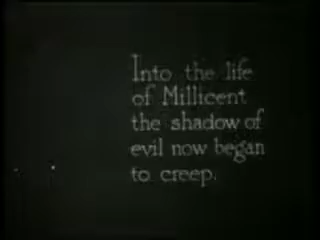 Into the life
of Millicent
the shadow of
evil now began
to creep.